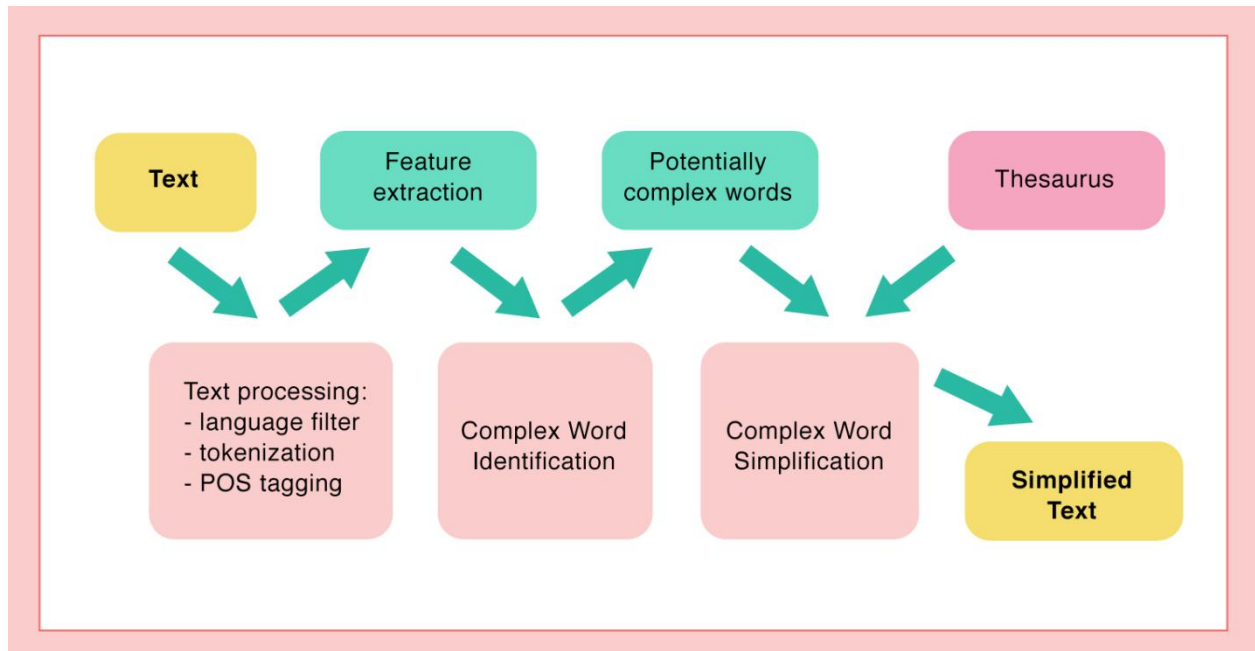 Text
Feature
extraction
Potentially
complex words
Thesaurus
Text processing:
- language filter
- tokenization
- POS tagging
Complex Word
Identification
Complex Word
Simplification
Simplified
Text